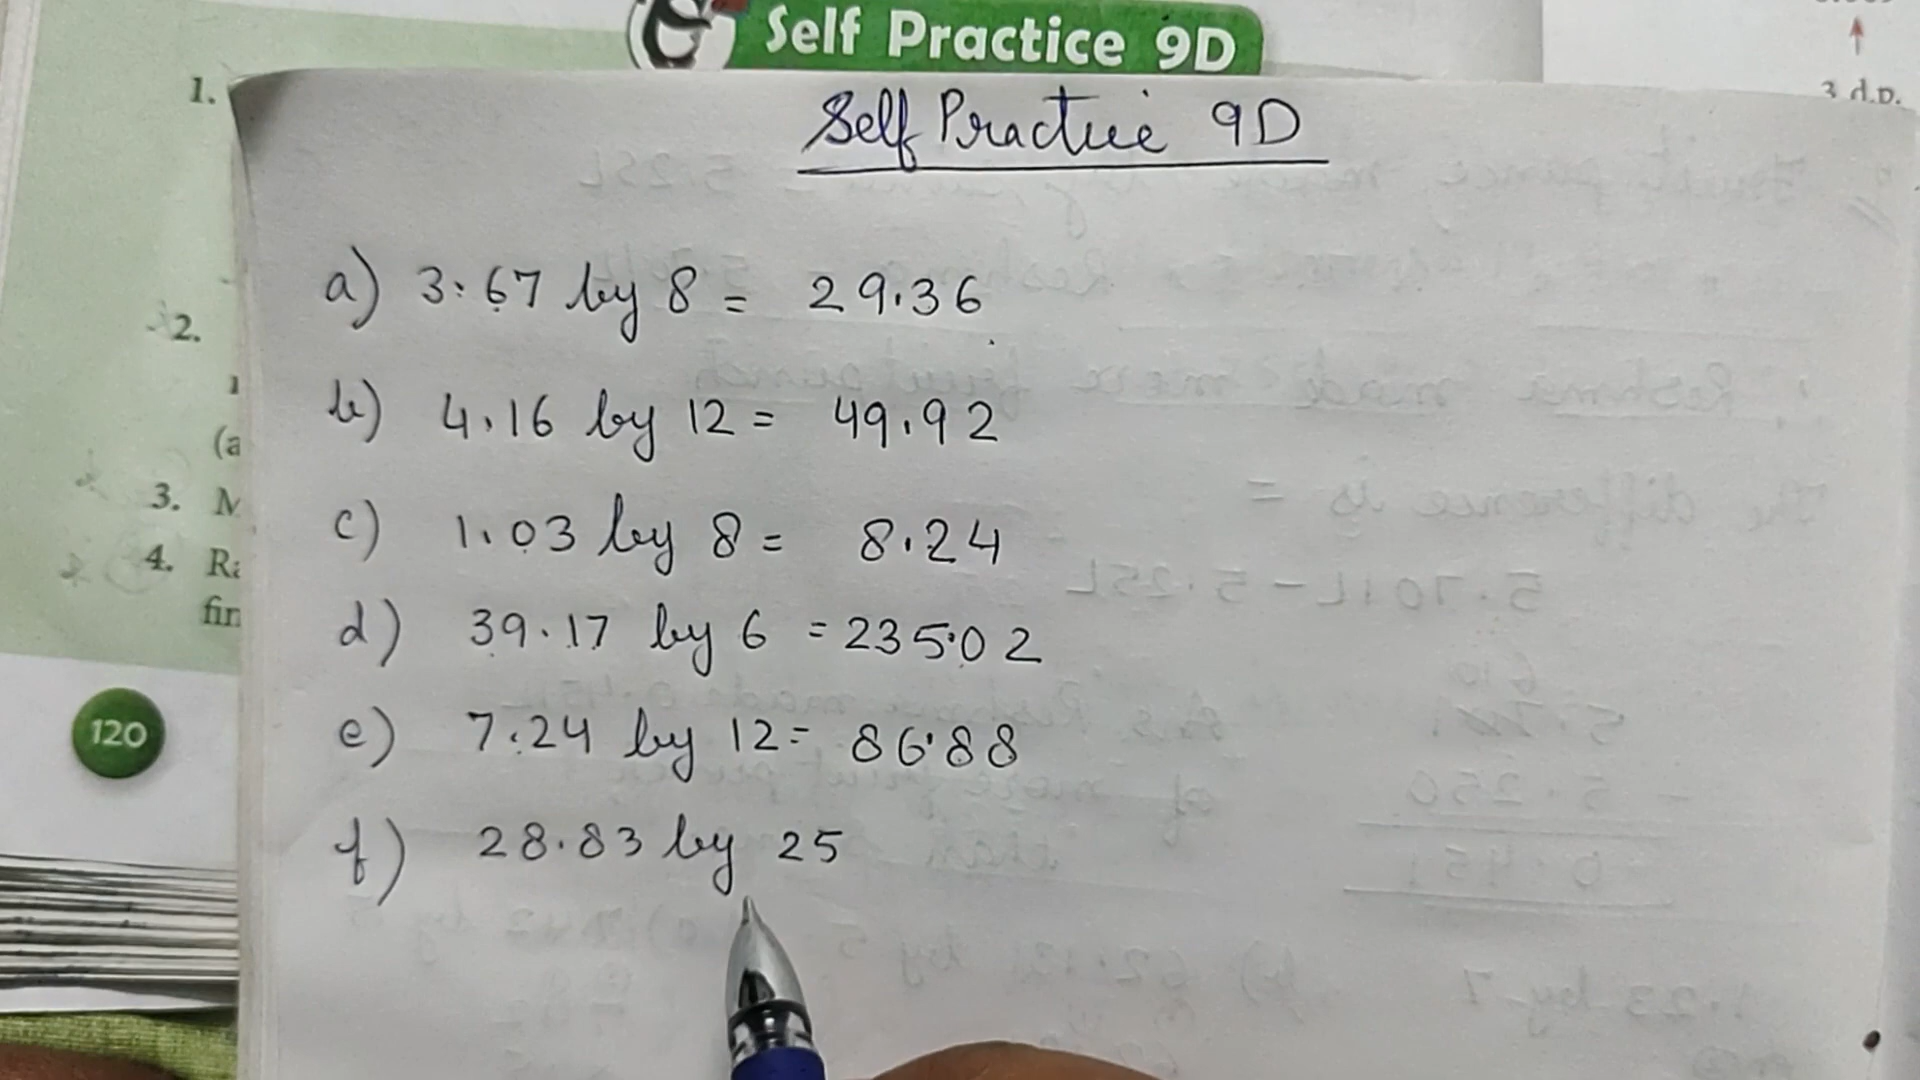 Self Practice 9D
3 d.p.
1.
Self Practice 9D
a) 3.67 by 8 = 29.36
2.
b) 4.16 by 12 = 49.92
(a
3. M
c) 1.03 by 8 = 8.24
4. Ra
fin
d) 39.17 by 6 = 235.02
120
e) 7.24 by 12 = 86.88
f) 28.83 by 25